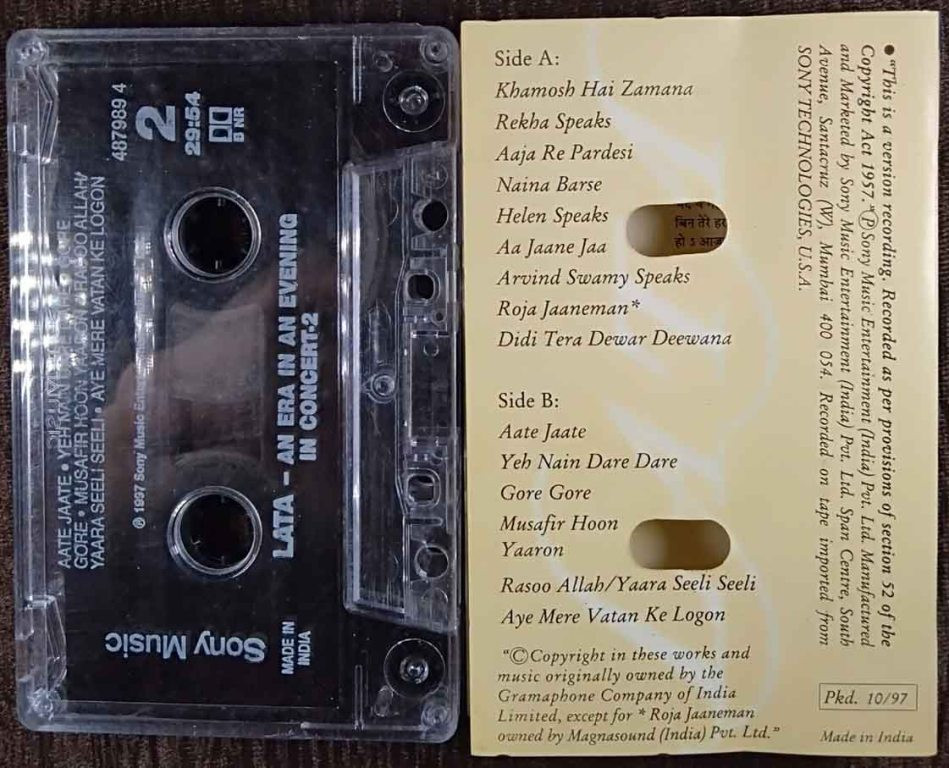 487989 4
2
29:54
B NR
AATE JAATE • YEH NAIN DARE DARE • GORE
GORE • MUSAFIR HOON YAARON • RASOO ALLAH/
YAARA SEELI SEELI • AYE MERE VATAN KE LOGON
℗ 1997 Sony Music
LATA – AN ERA IN AN EVENING
IN CONCERT-2
Sony Music
MADE IN
INDIA
Side A:
Khamosh Hai Zamana
Rekha Speaks
Aaja Re Pardesi
Naina Barse
Helen Speaks
Aa Jaane Jaa
Arvind Swamy Speaks
Roja Jaaneman*
Didi Tera Dewar Deewana
Side B:
Aate Jaate
Yeh Nain Dare Dare
Gore Gore
Musafir Hoon
Yaaron
Rasoo Allah/Yaara Seeli Seeli
Aye Mere Vatan Ke Logon
"©Copyright in these works and
music originally owned by the
Gramaphone Company of India
Limited, except for * Roja Jaaneman
owned by Magnasound (India) Pvt. Ltd."
बिन तेरे
हो ऽ
• "This is a version recording. Recorded as per provisions of section 52 of the
Copyright Act 1957." ℗Sony Music Entertainment (India) Pvt. Ltd. Manufactured
and Marketed by Sony Music Entertainment (India) Pvt. Ltd. Span Centre, South
Avenue, Santacruz (W), Mumbai 400 054. Recorded on tape imported from
SONY TECHNOLOGIES, U.S.A.
Pkd. 10/97
Made in India